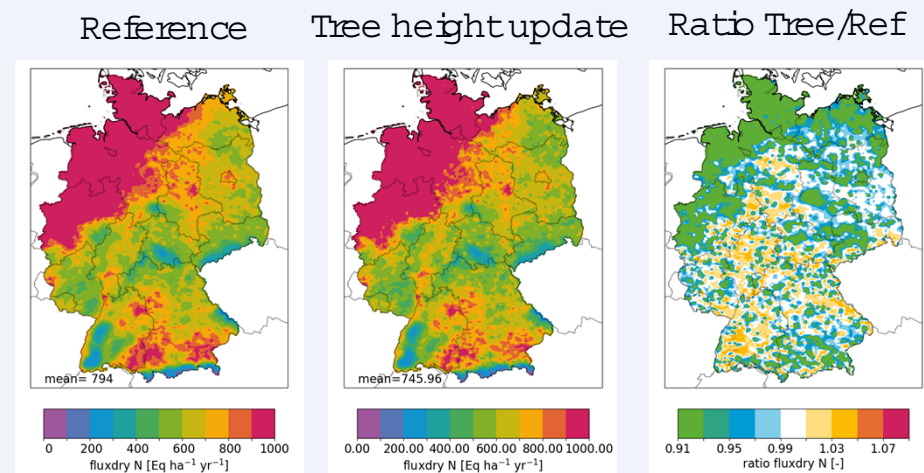 Reference
Tree height update
Ratio Tree/Ref
mean= 794
mean=745.96
0 200 400 600 800 1000
fluxdry N [Eq ha⁻¹ yr⁻¹]
0.00 200.00 400.00 600.00 800.00 1000.00
fluxdry N [Eq ha⁻¹ yr⁻¹]
0.91 0.95 0.99 1.03 1.07
ratio fluxdry N [-]